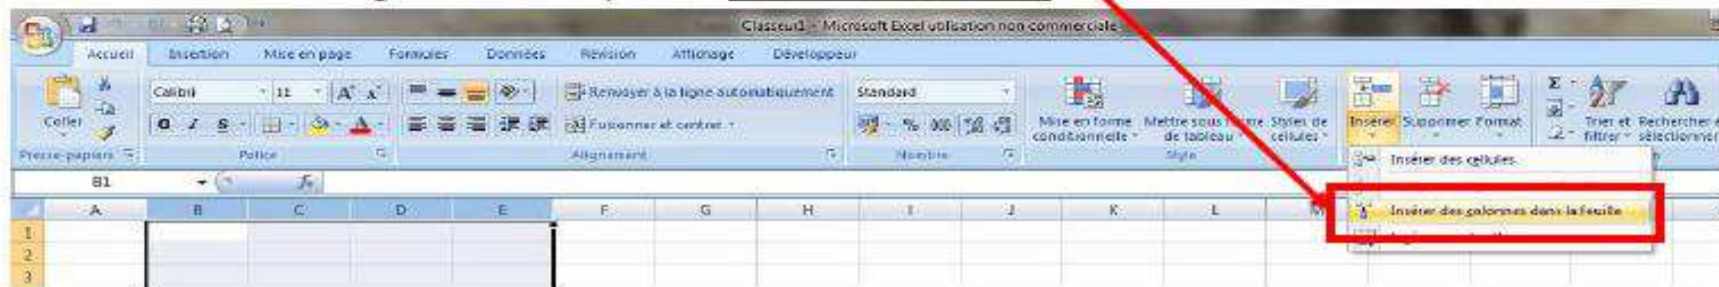 Classeur1 - Microsoft Excel utilisation non commerciale
Accueil Insertion Mise en page Formules Données Révision Affichage Développeur
Coller
Calibri 11 A A
Renvoyer à la ligne automatiquement
Standard
G I S A
Fusionner et centrer
% 000
Mise en forme conditionnelle
Mettre sous forme de tableau
Styles de cellules
Insérer Supprimer Format
Σ
Trier et filtrer
Rechercher et sélectionner
Presse-papiers Police Alignement Nombre Style
Insérer des cellules
B1 fx
Insérer des colonnes dans la feuille
A B C D E F G H I J K L M
1
2
3